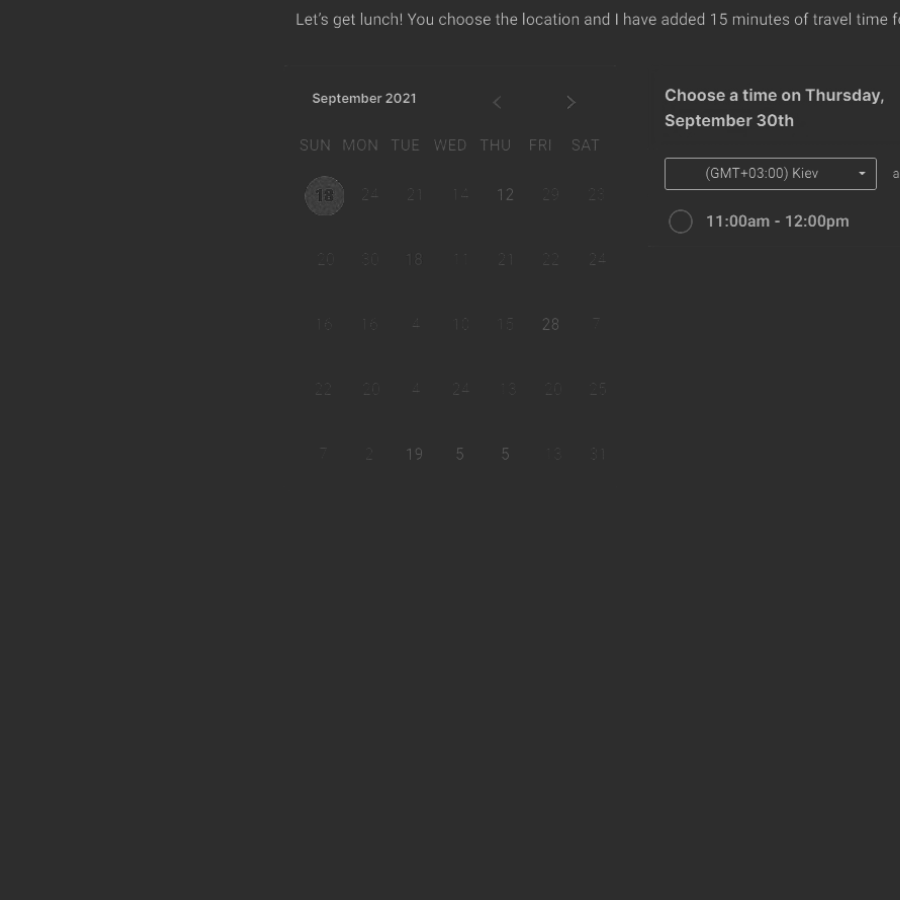 Let's get lunch! You choose the location and I have added 15 minutes of travel time f
September 2021
SUN MON TUE WED THU FRI SAT
18 24 21 14 12 29 23
20 30 18 11 21 22 24
16 16 4 10 15 28 7
22 20 4 24 13 20 25
7 2 19 5 5 13 31
Choose a time on Thursday,
September 30th
(GMT+03:00) Kiev
a
11:00am - 12:00pm